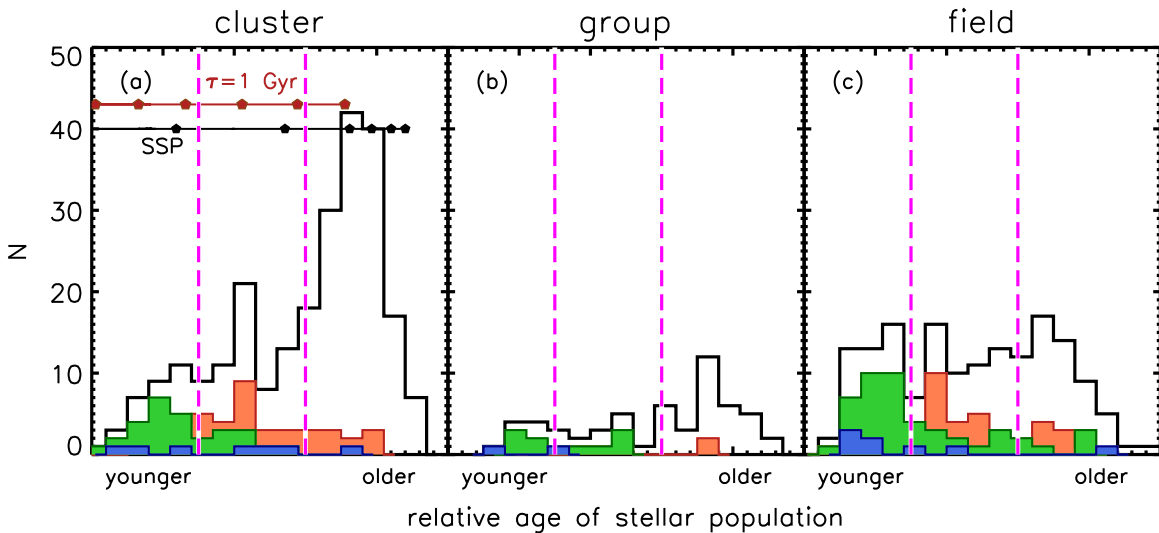 cluster group field
(a) τ=1 Gyr (b) (c)
SSP
50
40
30
20
10
0
N
younger older younger older younger older
relative age of stellar population